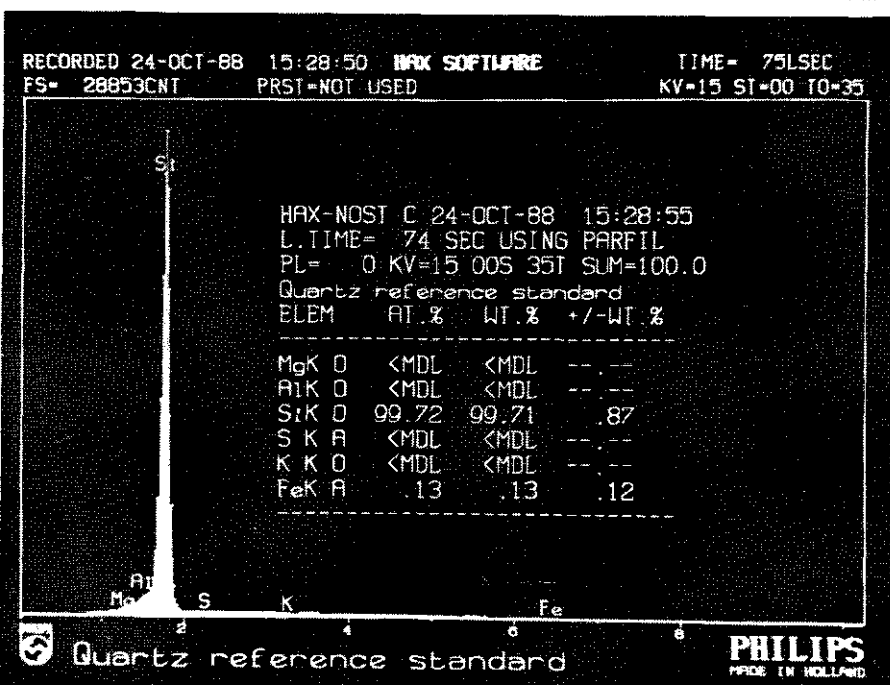 RECORDED 24-OCT-88 15:28:50 HAX SOFTWARE TIME= 75LSEC
FS= 28853CNT PRST=NOT USED KV=15 ST=00 TO=35
Si
HAX-NOST C 24-OCT-88 15:28:55
L.TIME= 74 SEC USING PARFIL
PL= 0 KV=15 00S 35T SUM=100.0
Quartz reference standard
ELEM AT.% WT.% +/-WT.%
MgK O <MDL <MDL --.--
AlK O <MDL <MDL --.--
SiK O 99.72 99.71 .87
S K A <MDL <MDL --.--
K K O <MDL <MDL --.--
FeK A .13 .13 .12
Al
Mg S K Fe
2 4 6 8
Quartz reference standard PHILIPS
MADE IN HOLLAND